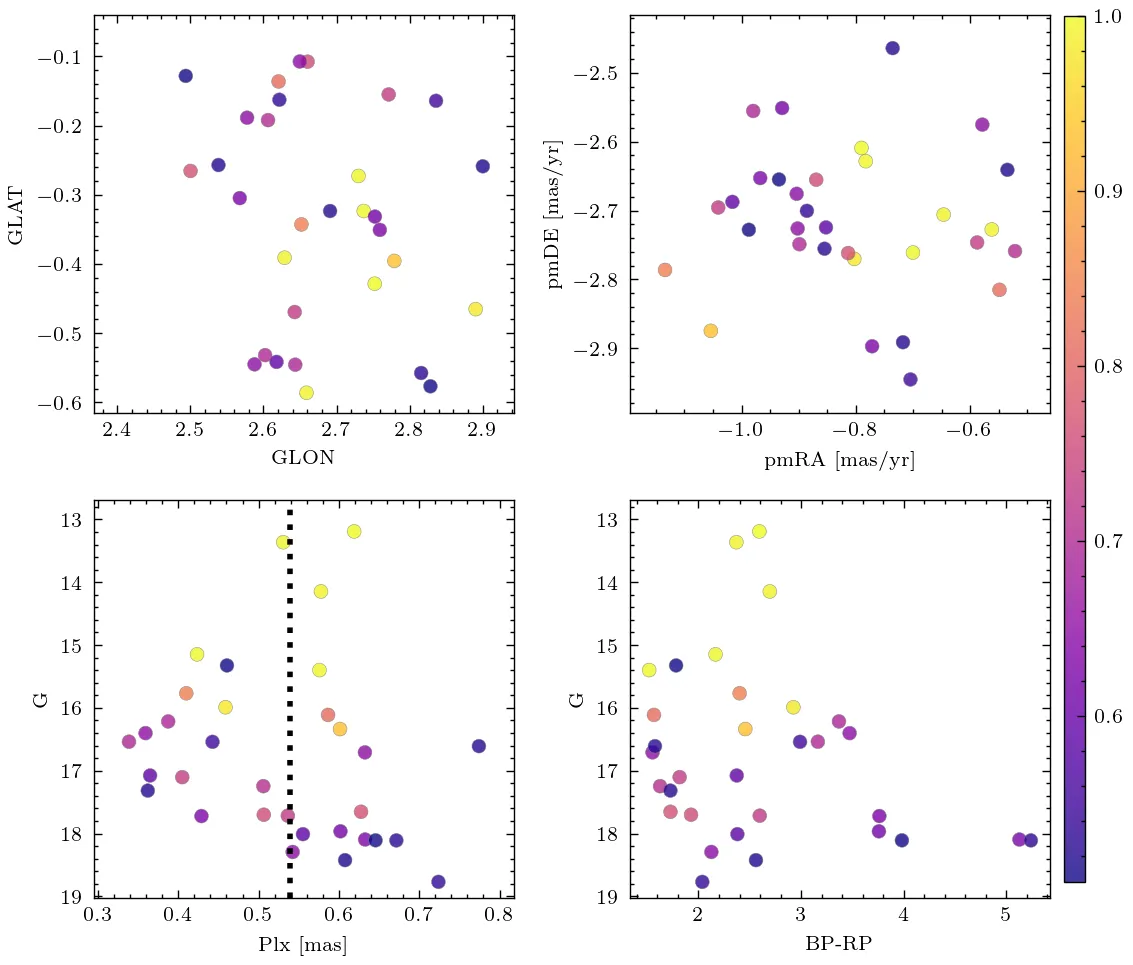 −0.1
−0.2
−0.3
−0.4
−0.5
−0.6
GLAT
2.4 2.5 2.6 2.7 2.8 2.9
GLON
−2.5
−2.6
−2.7
−2.8
−2.9
pmDE [mas/yr]
−1.0 −0.8 −0.6
pmRA [mas/yr]
1.0
0.9
0.8
0.7
0.6
13
14
15
16
17
18
19
G
0.3 0.4 0.5 0.6 0.7 0.8
Plx [mas]
13
14
15
16
17
18
19
G
2 3 4 5
BP-RP